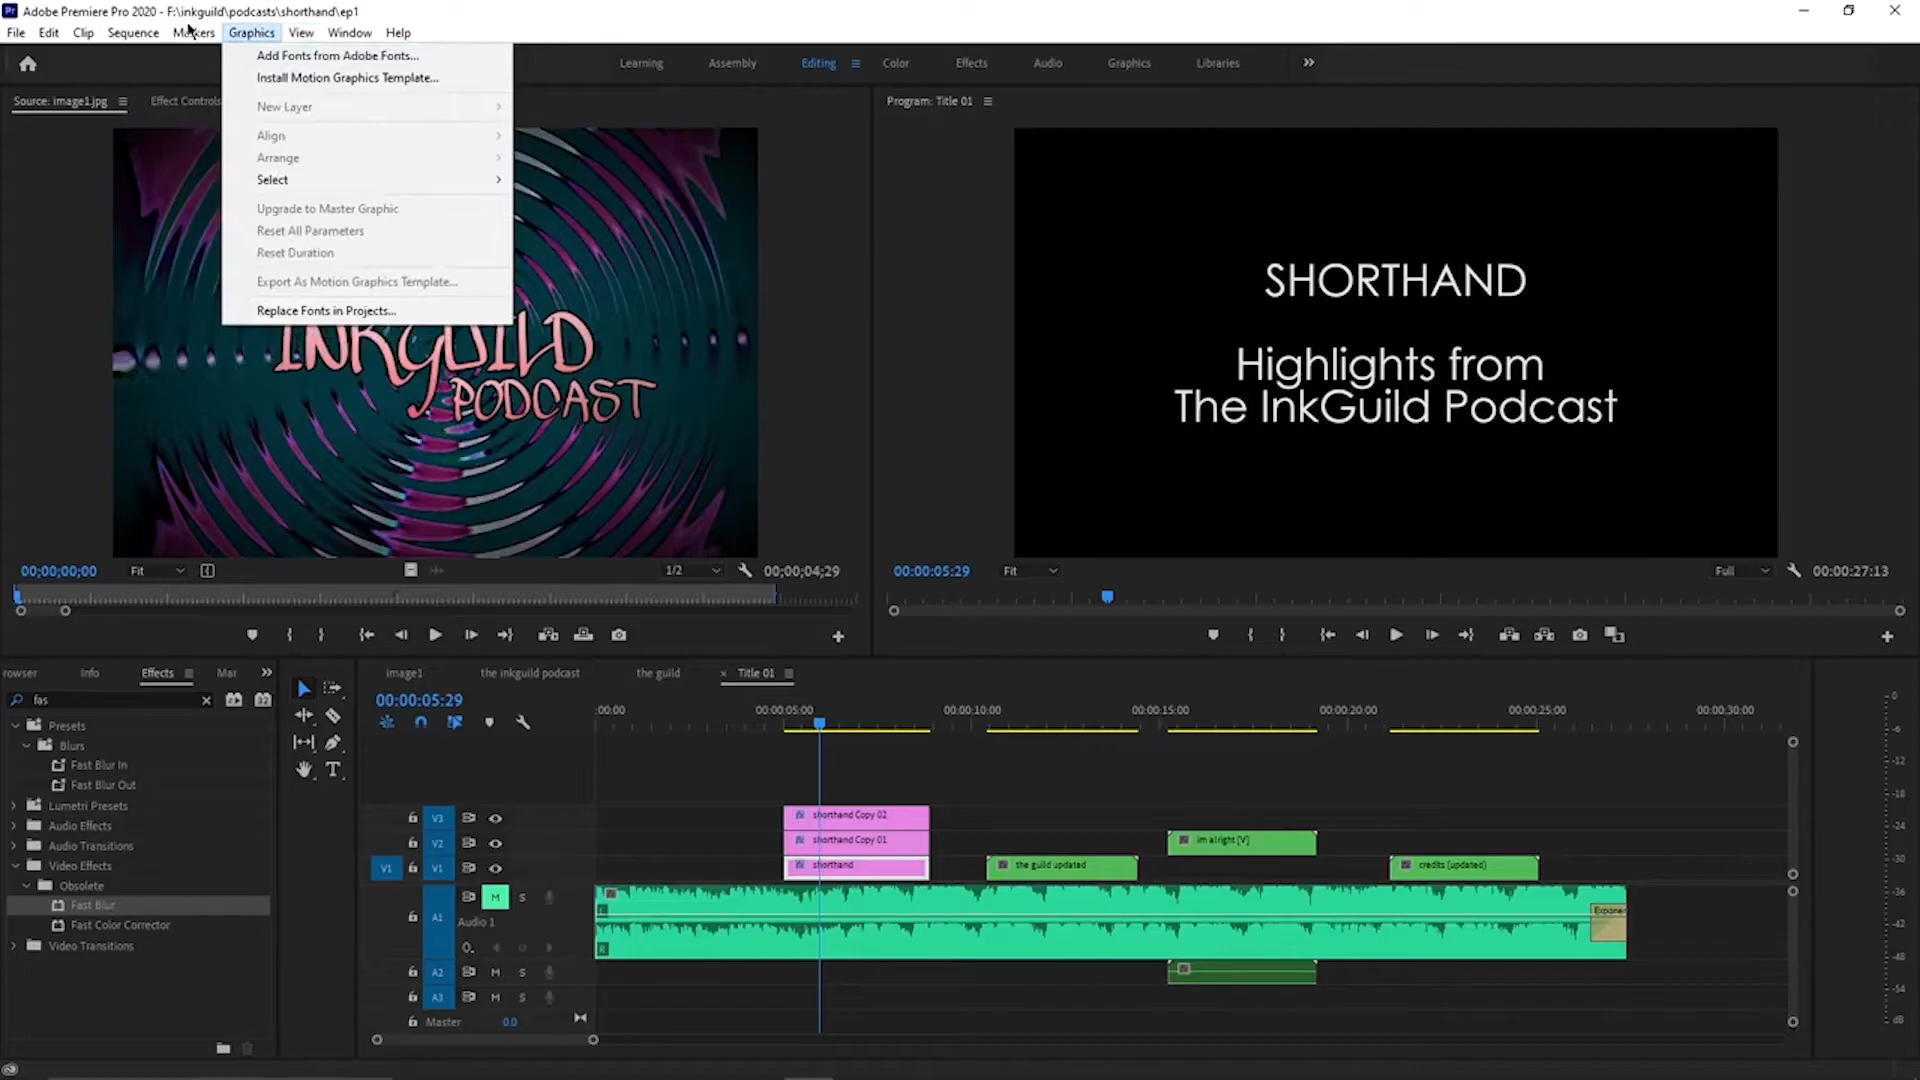 Adobe Premiere Pro 2020 - F:\inkguild\podcasts\shorthand\ep1
File Edit Clip Sequence Markers Graphics View Window Help
Add Fonts from Adobe Fonts...
Install Motion Graphics Template...
New Layer
Align
Arrange
Select
Upgrade to Master Graphic
Reset All Parameters
Reset Duration
Export As Motion Graphics Template...
Replace Fonts in Projects...
Learning Assembly Editing Color Effects Audio Graphics Libraries
Source: image1.jpg Effect Controls
Program: Title 01
INKGUILD
PODCAST
SHORTHAND
Highlights from
The InkGuild Podcast
00;00;00;00 Fit 1/2 00;00;04;29
00:00:05:29 Fit Full 00:00:27:13
rowser Info Effects Mar
fas
Presets
Blurs
Fast Blur In
Fast Blur Out
Lumetri Presets
Audio Effects
Audio Transitions
Video Effects
Obsolete
Fast Blur
Fast Color Corrector
Video Transitions
image1 the inkguild podcast the guild Title 01
00:00:05:29
:00:00 00:00:05:00 00:00:10:00 00:00:15:00 00:00:20:00 00:00:25:00 00:00:30:00
V3 shorthand Copy 02
V2 shorthand Copy 01 im alright [V]
V1 V1 shorthand the guild updated credits [updated]
A1 M S
Audio 1
L
R
Expone
A2 M S
A3 M S
Master 0.0
0
-6
-12
-18
-24
-30
-36
-42
-48
-54
dB